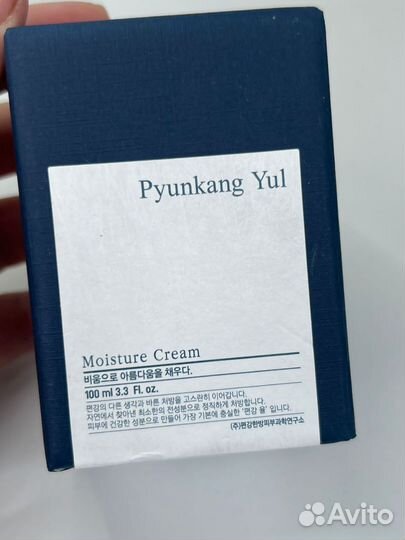 Pyunkang Yul
Moisture Cream
비움으로 아름다움을 채우다.
100 ml 3.3 Fl. oz.
편강의 다른 생각과 바른 처방을 고스란히 이어갑니다.
자연에서 찾아낸 최소한의 전성분으로 정직하게 처방합니다.
피부에 건강한 성분으로 만들어 가장 기본에 충실한 '편강 율' 입니다.
(주)편강한방피부과학연구소
Avito